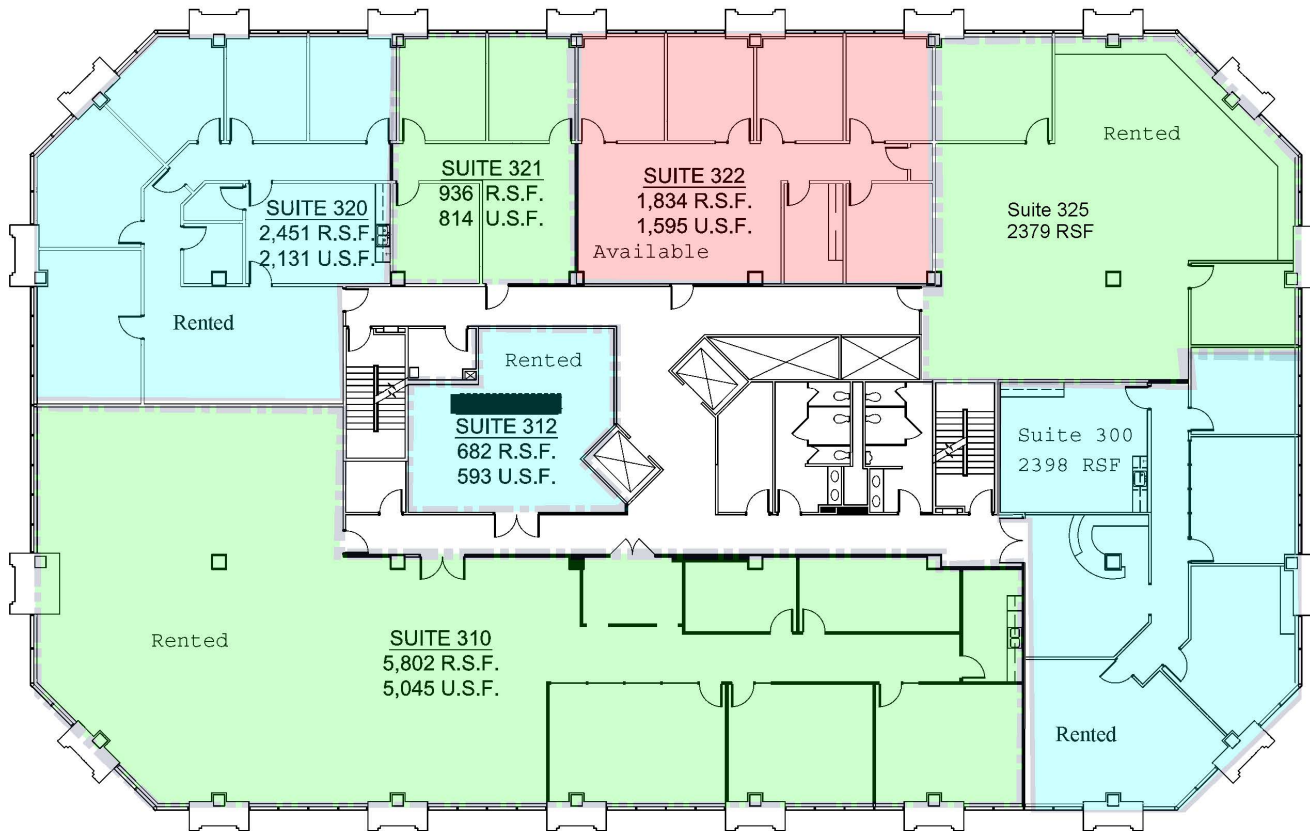 SUITE 320
2,451 R.S.F.
2,131 U.S.F.
Rented
SUITE 321
936 R.S.F.
814 U.S.F.
SUITE 322
1,834 R.S.F.
1,595 U.S.F.
Available
Rented
Suite 325
2379 RSF
Rented
SUITE 312
682 R.S.F.
593 U.S.F.
Suite 300
2398 RSF
Rented
Rented
SUITE 310
5,802 R.S.F.
5,045 U.S.F.